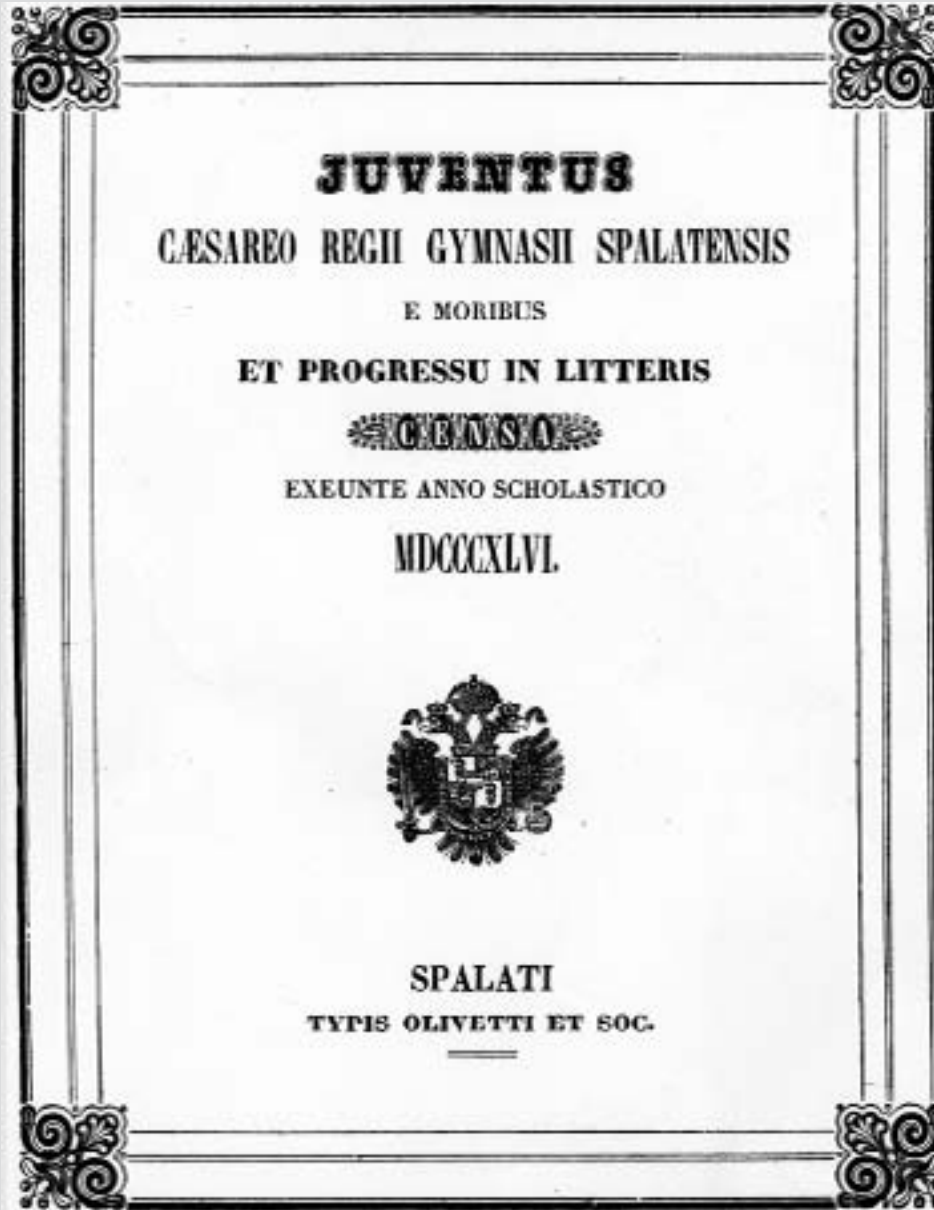 JUVENTUS
CÆSAREO REGII GYMNASII SPALATENSIS
E MORIBUS
ET PROGRESSU IN LITTERIS
CENSA
EXEUNTE ANNO SCHOLASTICO
MDCCCXLVI.
SPALATI
TYPIS OLIVETTI ET SOC.